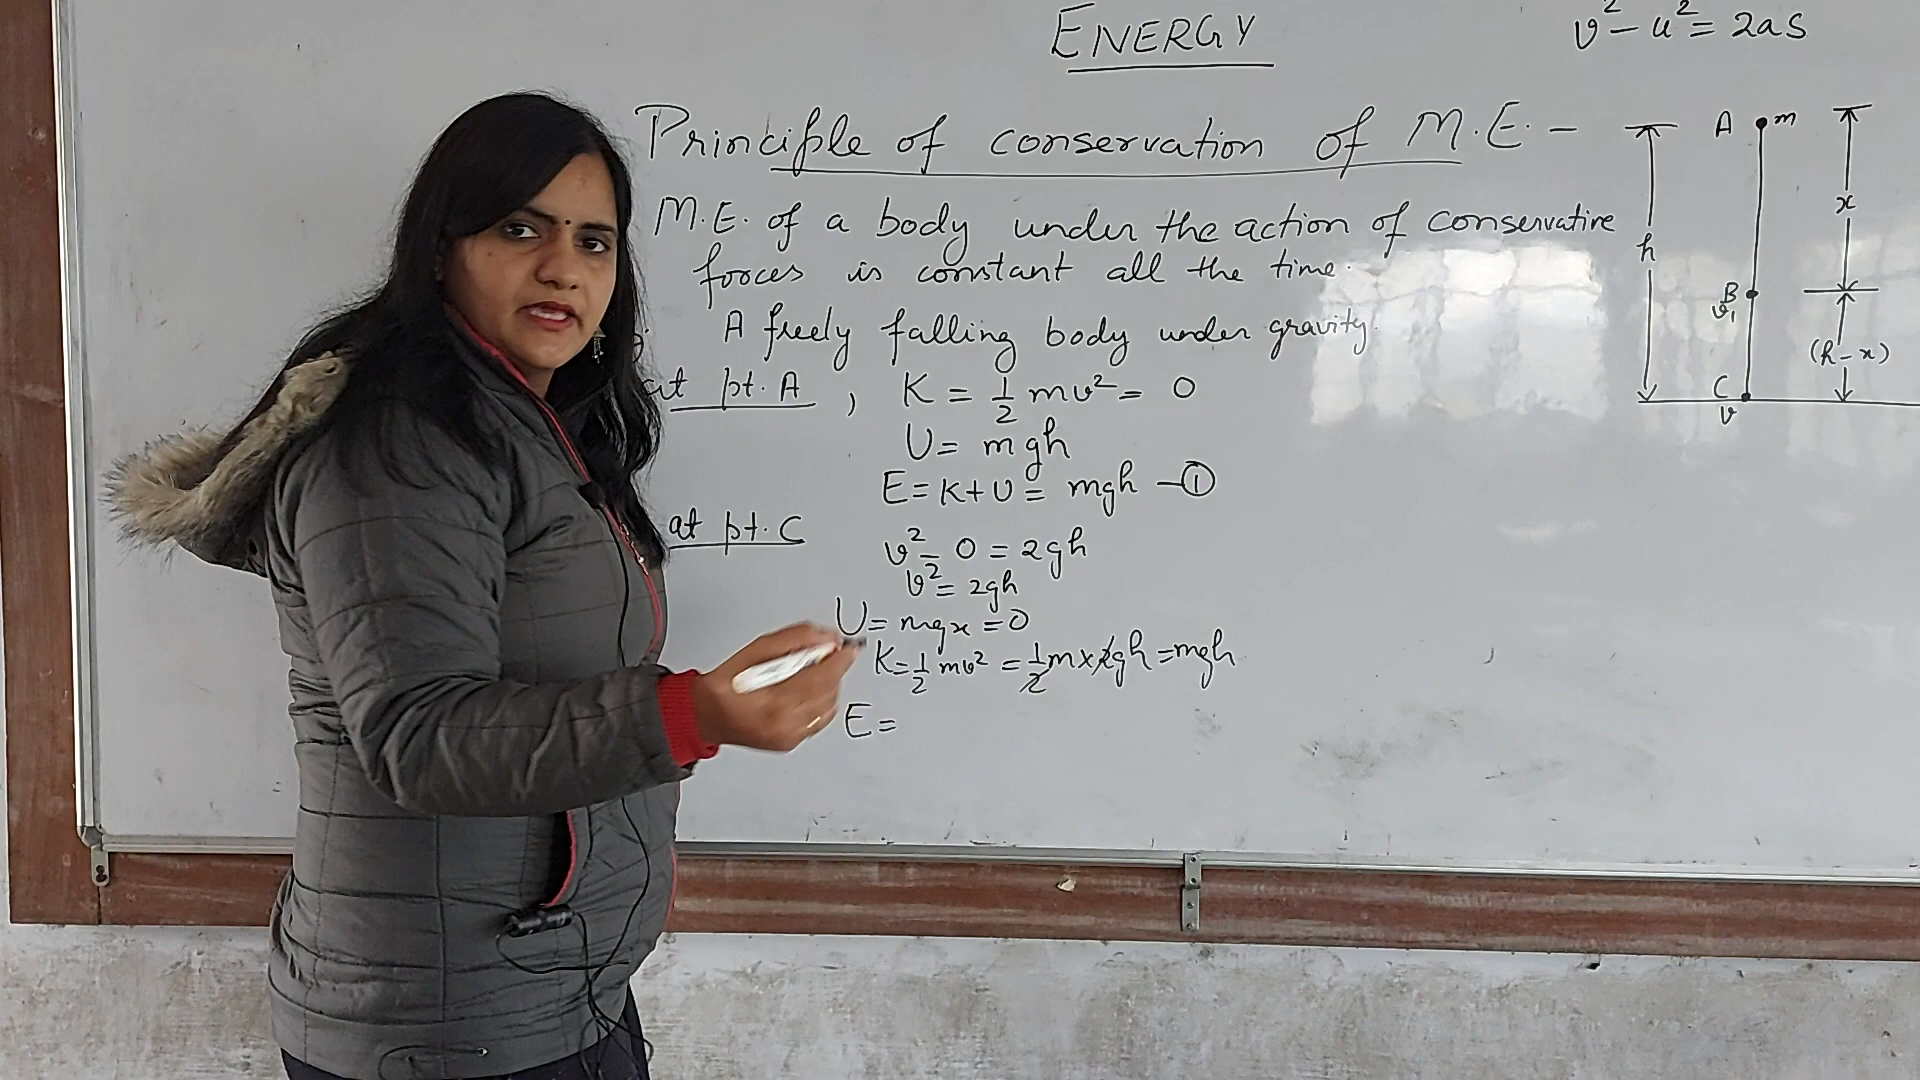 ENERGY
v² - u² = 2as
Principle of conservation of M.E. -
M.E. of a body under the action of conservative
forces is constant all the time.
A freely falling body under gravity.
at pt. A , K = 1/2 mv² = 0
U = mgh
E = K + U = mgh - ①
at pt. C
v² - 0 = 2gh
v² = 2gh
U = mgx = 0
K = 1/2 mv² = 1/2 m x 2gh = mgh
E =
A m
x
h
B
v₁
(h-x)
C
v